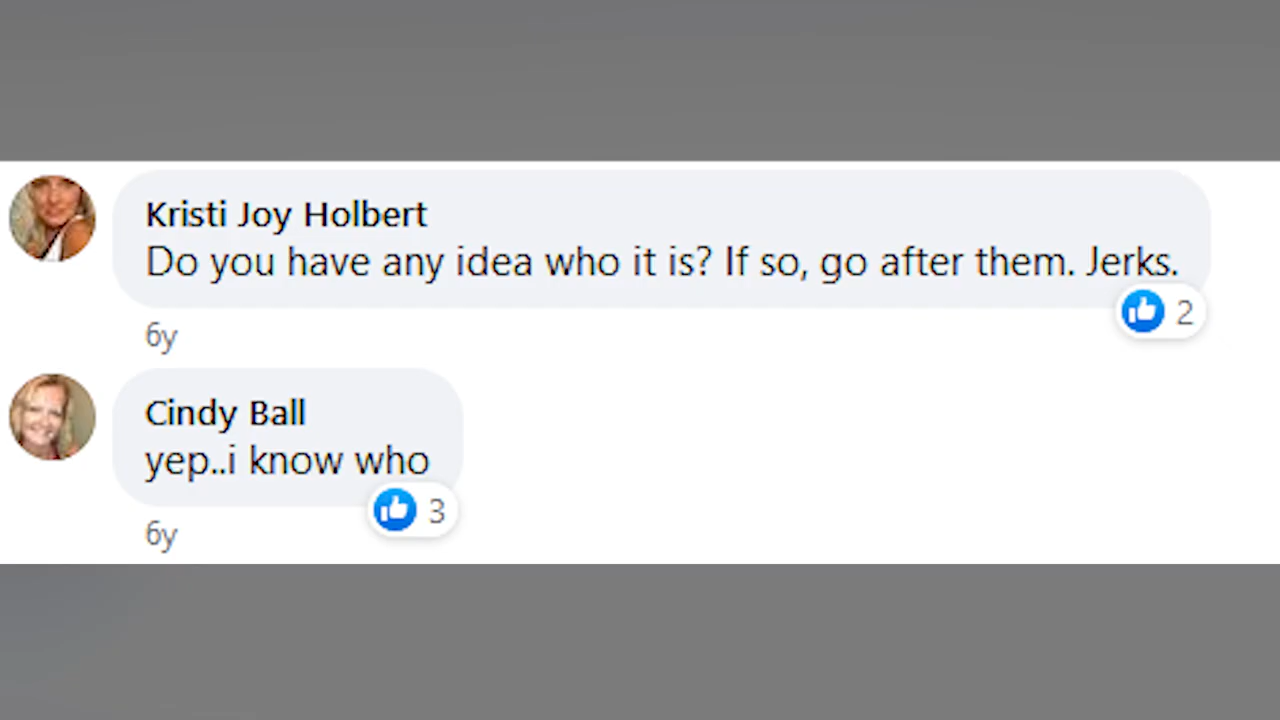 Kristi Joy Holbert
Do you have any idea who it is? If so, go after them. Jerks.
2
6y
Cindy Ball
yep..i know who
3
6y